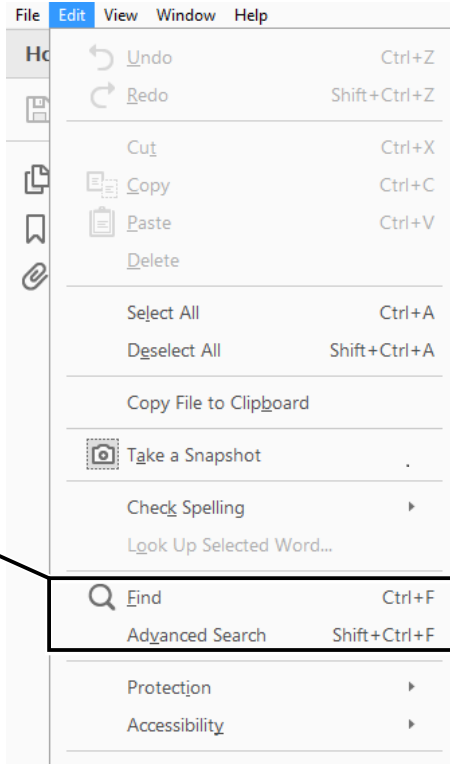 File Edit View Window Help
Ho
Undo Ctrl+Z
Redo Shift+Ctrl+Z
Cut Ctrl+X
Copy Ctrl+C
Paste Ctrl+V
Delete
Select All Ctrl+A
Deselect All Shift+Ctrl+A
Copy File to Clipboard
Take a Snapshot
Check Spelling
Look Up Selected Word...
Find Ctrl+F
Advanced Search Shift+Ctrl+F
Protection
Accessibility